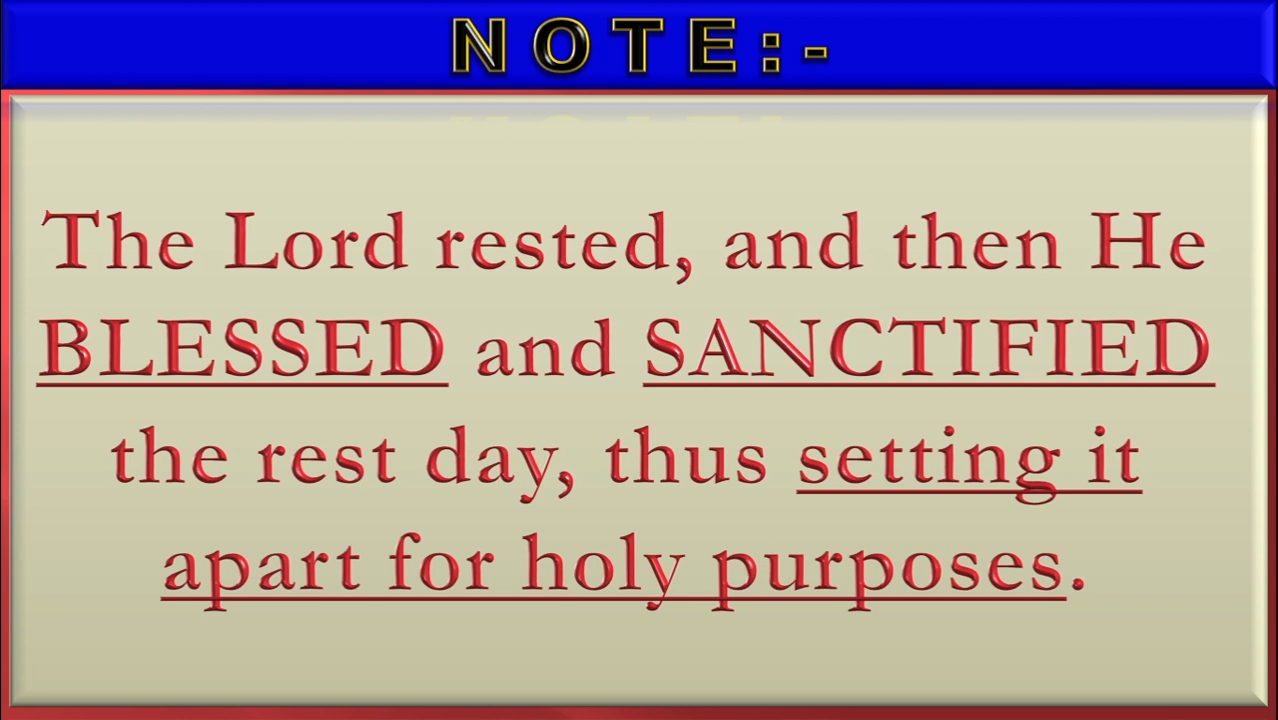 NOTE:-
The Lord rested, and then He
BLESSED and SANCTIFIED
the rest day, thus setting it
apart for holy purposes.